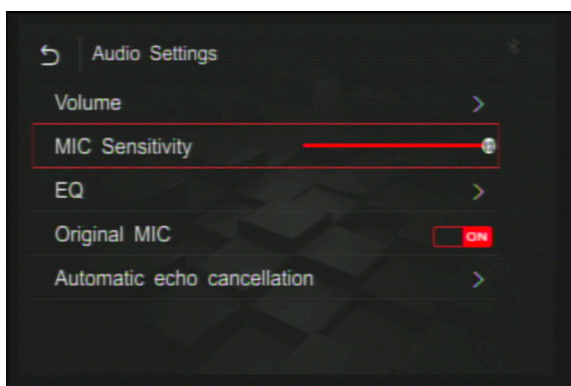 Audio Settings
Volume
MIC Sensitivity
EQ
Original MIC
ON
Automatic echo cancellation